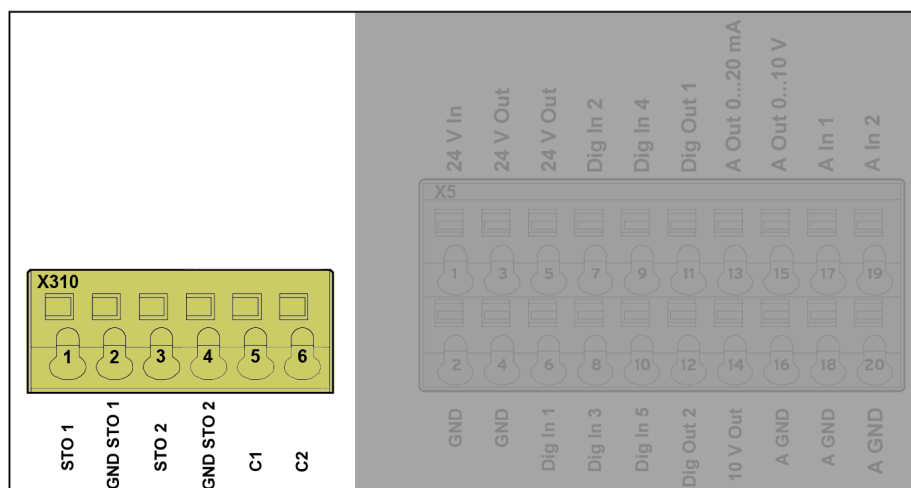 24 V In
24 V Out
24 V Out
Dig In 2
Dig In 4
Dig Out 1
A Out 0...20 mA
A Out 0...10 V
A In 1
A In 2
X5
1 3 5 7 9 11 13 15 17 19
2 4 6 8 10 12 14 16 18 20
GND
GND
Dig In 1
Dig In 3
Dig In 5
Dig Out 2
10 V Out
A GND
A GND
A GND
X310
1 2 3 4 5 6
STO 1
GND STO 1
STO 2
GND STO 2
C1
C2